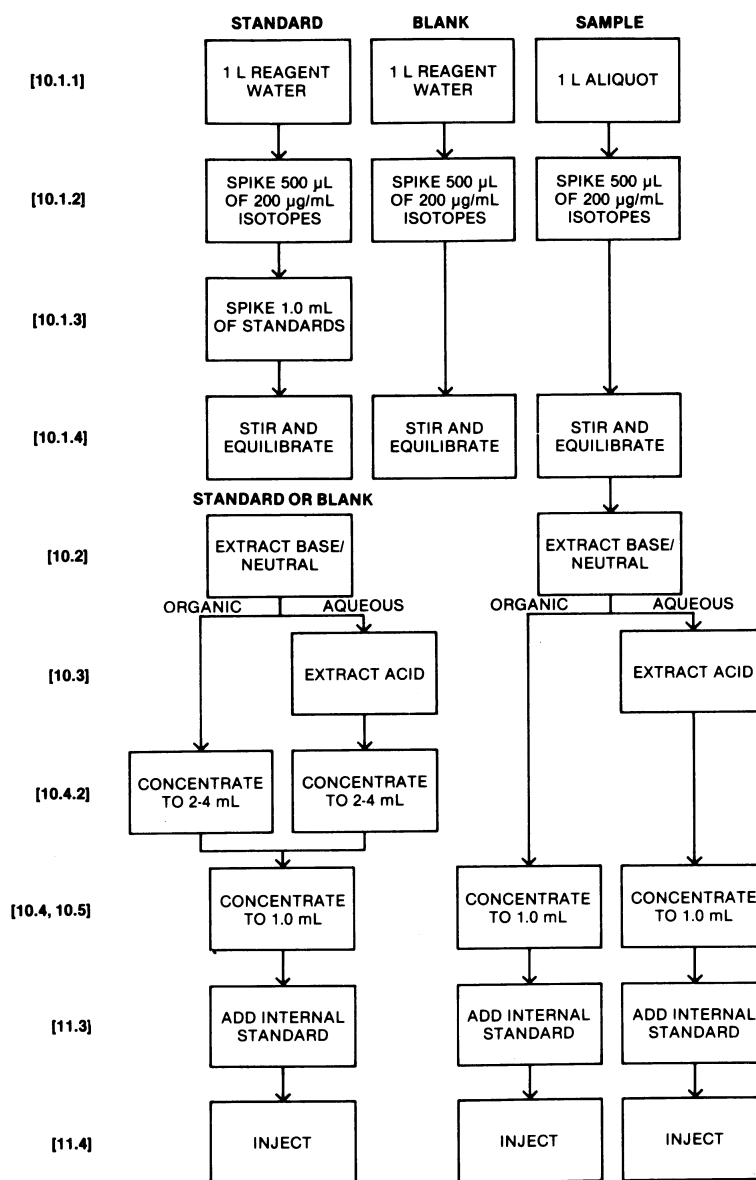 STANDARD BLANK SAMPLE
[10.1.1]
1 L REAGENT
WATER
1 L REAGENT
WATER
1 L ALIQUOT
[10.1.2]
SPIKE 500 µL
OF 200 µg/mL
ISOTOPES
SPIKE 500 µL
OF 200 µg/mL
ISOTOPES
SPIKE 500 µL
OF 200 µg/mL
ISOTOPES
[10.1.3]
SPIKE 1.0 mL
OF STANDARDS
[10.1.4]
STIR AND
EQUILIBRATE
STIR AND
EQUILIBRATE
STIR AND
EQUILIBRATE
STANDARD OR BLANK
[10.2]
EXTRACT BASE/
NEUTRAL
EXTRACT BASE/
NEUTRAL
ORGANIC AQUEOUS
ORGANIC AQUEOUS
[10.3]
EXTRACT ACID
EXTRACT ACID
[10.4.2]
CONCENTRATE
TO 2-4 mL
CONCENTRATE
TO 2-4 mL
[10.4, 10.5]
CONCENTRATE
TO 1.0 mL
CONCENTRATE
TO 1.0 mL
CONCENTRATE
TO 1.0 mL
[11.3]
ADD INTERNAL
STANDARD
ADD INTERNAL
STANDARD
ADD INTERNAL
STANDARD
[11.4]
INJECT
INJECT
INJECT